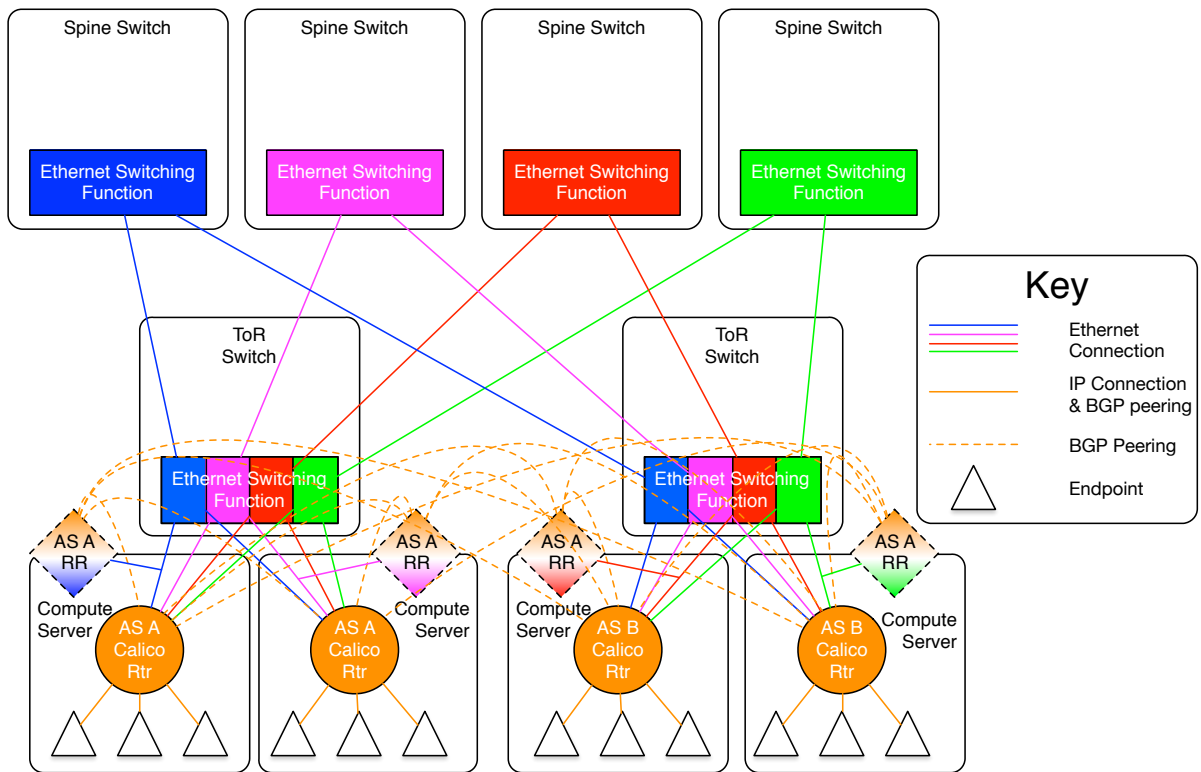 Spine Switch
Spine Switch
Spine Switch
Spine Switch
Ethernet Switching
Function
Ethernet Switching
Function
Ethernet Switching
Function
Ethernet Switching
Function
ToR
Switch
ToR
Switch
Key
Ethernet
Connection
IP Connection
& BGP peering
BGP Peering
Endpoint
Ethernet Switching
Function
Ethernet Switching
Function
AS A
RR
AS A
RR
AS A
RR
AS A
RR
Compute
Server
Compute
Server
Compute
Server
Compute
Server
AS A
Calico
Rtr
AS A
Calico
Rtr
AS B
Calico
Rtr
AS B
Calico
Rtr